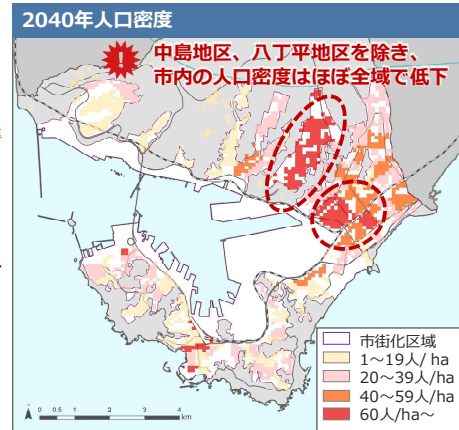 2040年人口密度
中島地区、八丁平地区を除き、
市内の人口密度はほぼ全域で低下
市街化区域
1～19人/ ha
20～39人/ha
40～59人/ha
60人/ha～
0 0.5 1 2 3 4
km